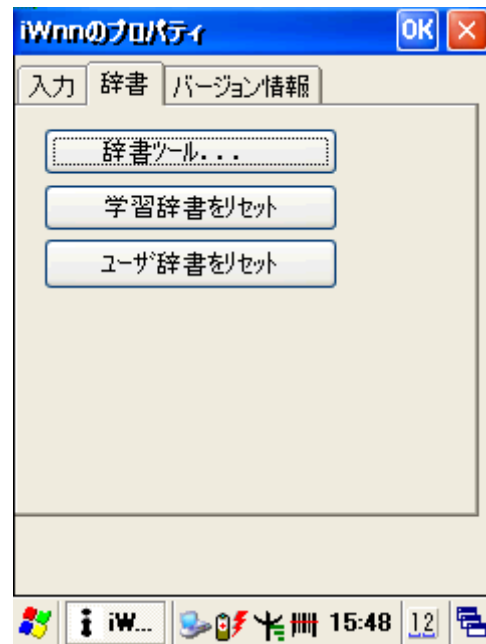 iWnnのプロパティ OK
入力 辞書 バージョン情報
辞書ツール...
学習辞書をリセット
ユーザ辞書をリセット
iW... 15:48 12